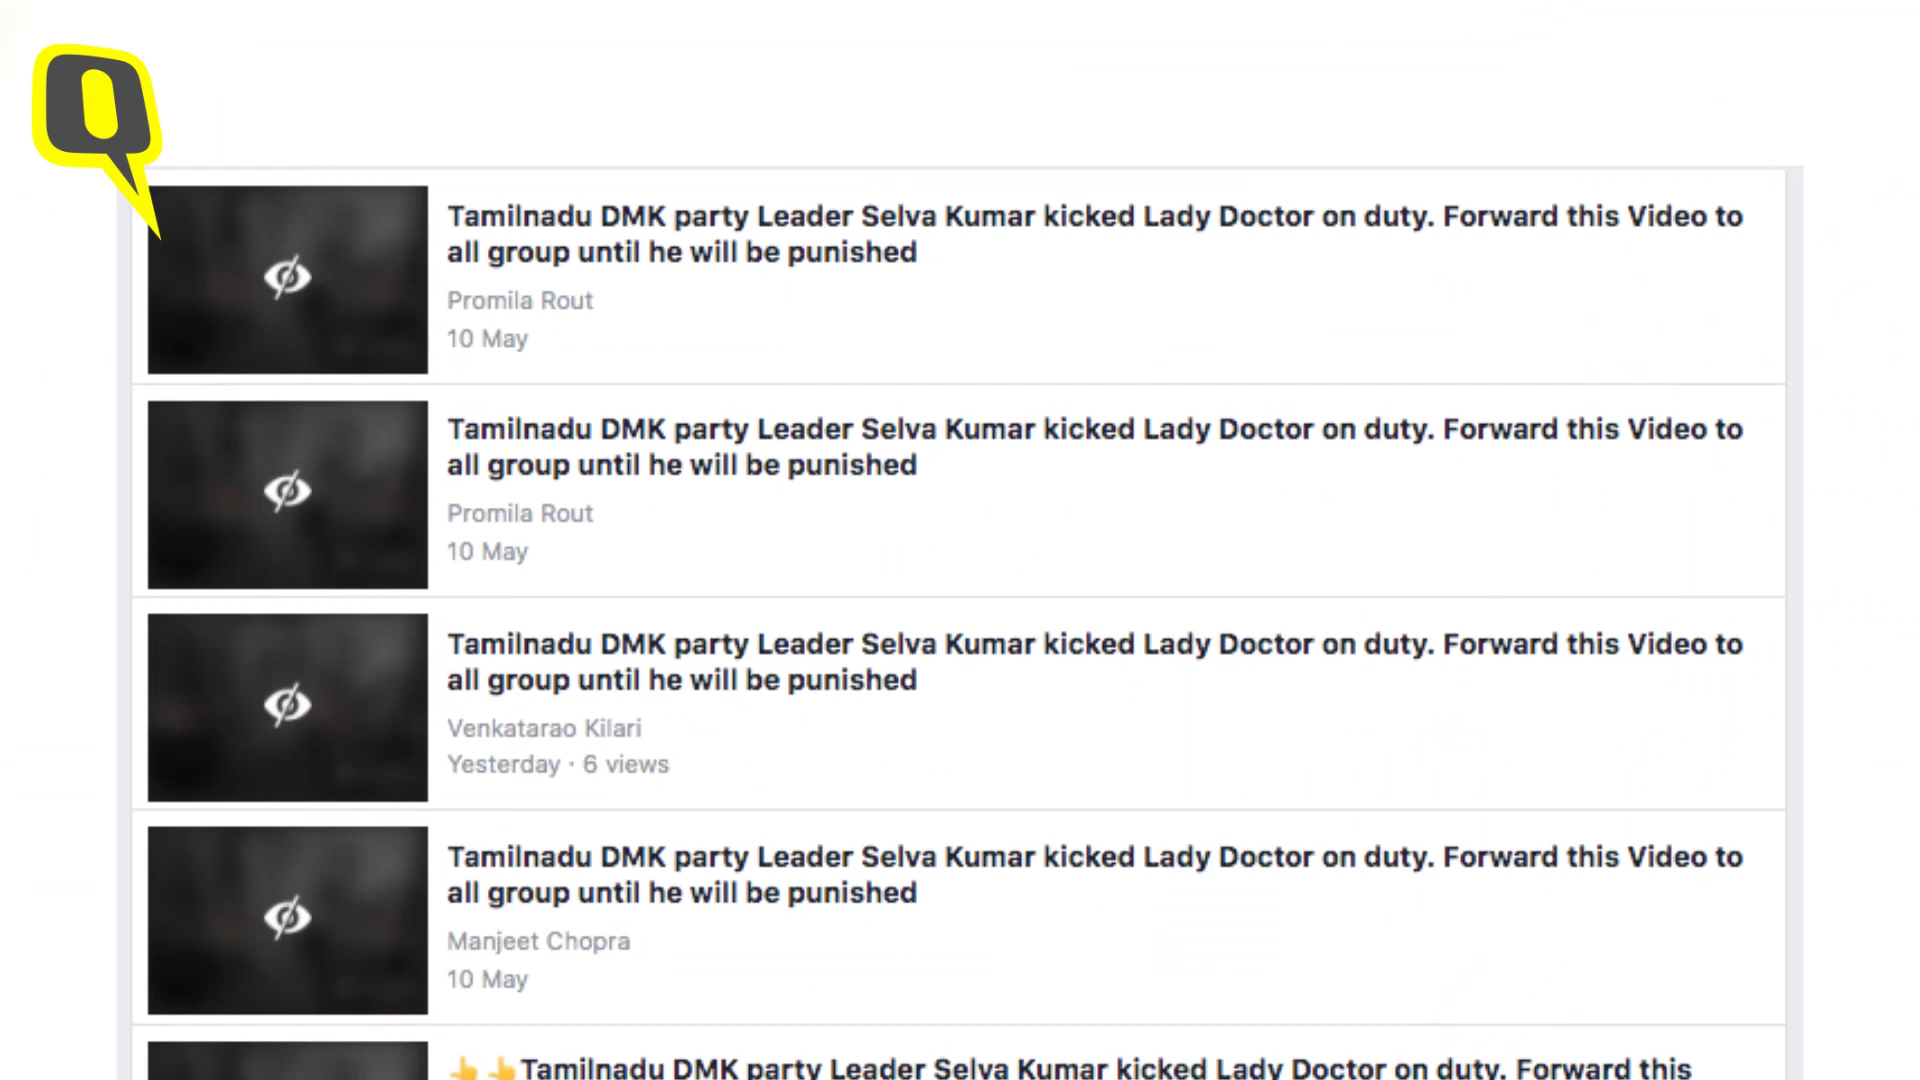 Q
Tamilnadu DMK party Leader Selva Kumar kicked Lady Doctor on duty. Forward this Video to
all group until he will be punished
Promila Rout
10 May
Tamilnadu DMK party Leader Selva Kumar kicked Lady Doctor on duty. Forward this Video to
all group until he will be punished
Promila Rout
10 May
Tamilnadu DMK party Leader Selva Kumar kicked Lady Doctor on duty. Forward this Video to
all group until he will be punished
Venkatarao Kilari
Yesterday · 6 views
Tamilnadu DMK party Leader Selva Kumar kicked Lady Doctor on duty. Forward this Video to
all group until he will be punished
Manjeet Chopra
10 May
👆👆Tamilnadu DMK party Leader Selva Kumar kicked Lady Doctor on duty. Forward this